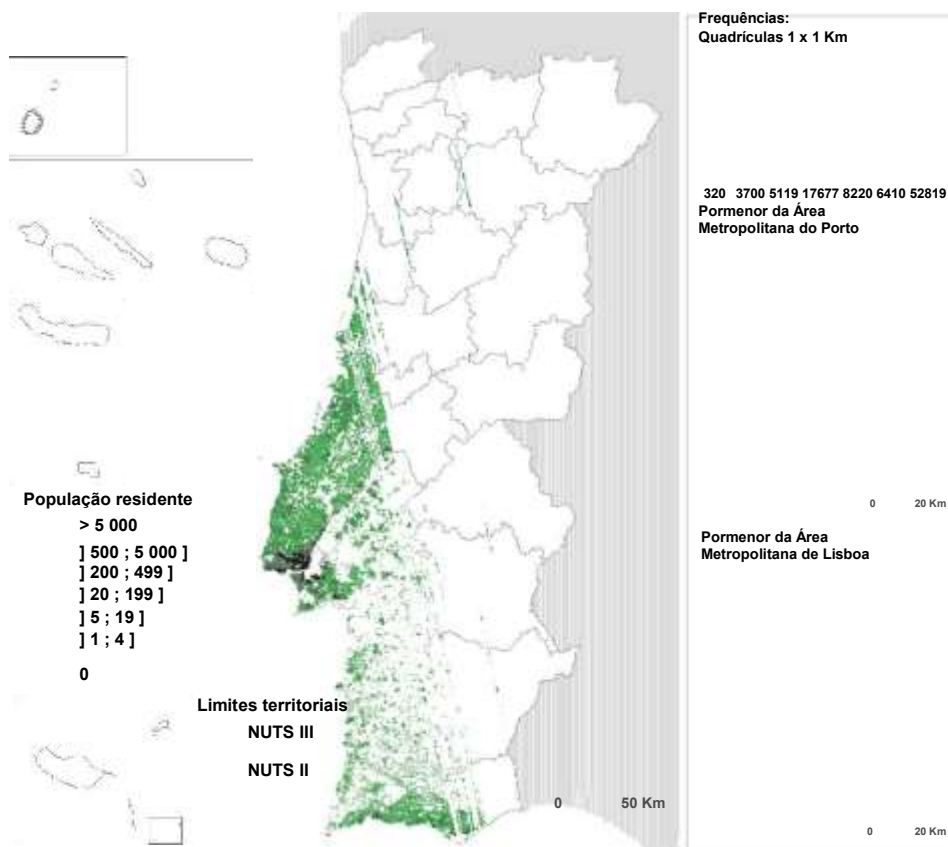 Frequências:
Quadrículas 1 x 1 Km
320 3700 5119 17677 8220 6410 52819
Pormenor da Área
Metropolitana do Porto
0 20 Km
População residente
> 5 000
] 500 ; 5 000 ]
] 200 ; 499 ]
] 20 ; 199 ]
] 5 ; 19 ]
] 1 ; 4 ]
0
Pormenor da Área
Metropolitana de Lisboa
Limites territoriais
NUTS III
NUTS II
0 50 Km
0 20 Km